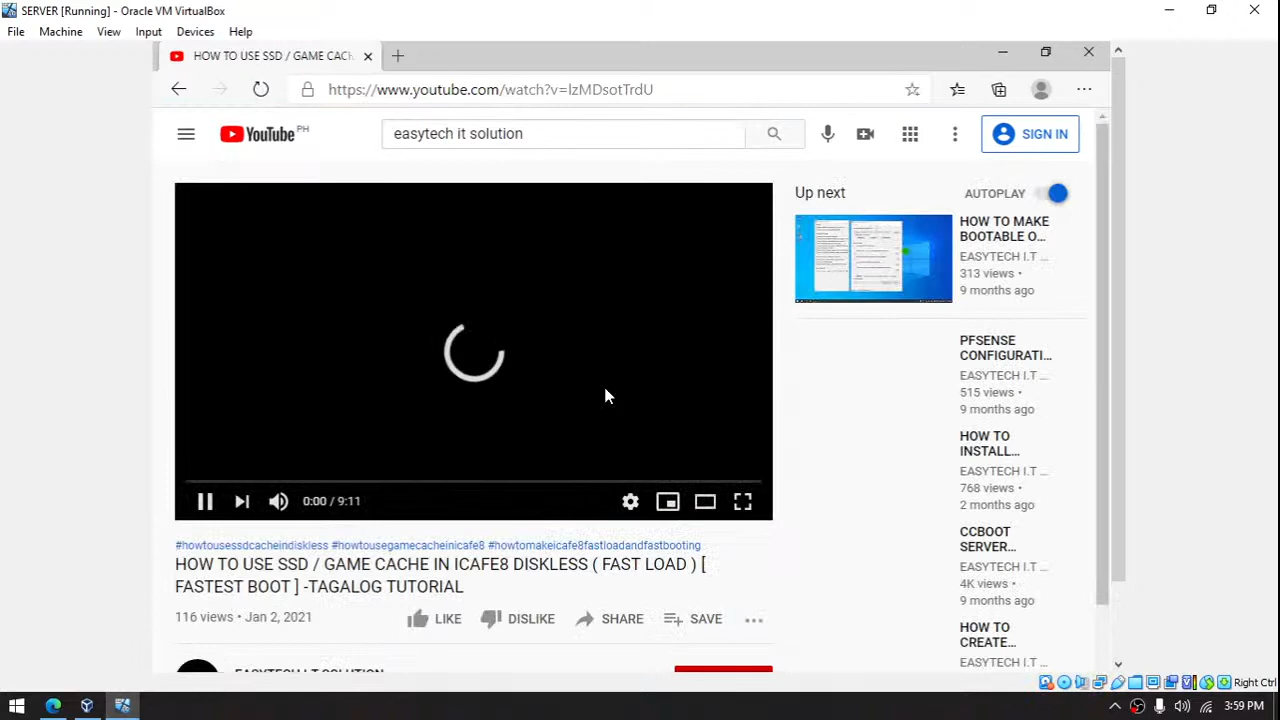 SERVER [Running] - Oracle VM VirtualBox
File Machine View Input Devices Help
HOW TO USE SSD / GAME CACH
https://www.youtube.com/watch?v=lzMDsotTrdU
YouTube PH
easytech it solution
SIGN IN
Up next
AUTOPLAY
HOW TO MAKE
BOOTABLE O...
EASYTECH I.T ...
313 views •
9 months ago
PFSENSE
CONFIGURATI...
EASYTECH I.T ...
515 views •
9 months ago
HOW TO
INSTALL...
EASYTECH I.T ...
768 views •
2 months ago
CCBOOT
SERVER...
EASYTECH I.T ...
4K views •
9 months ago
HOW TO
CREATE...
EASYTECH I.T ...
0:00 / 9:11
#howtousessdcacheindiskless #howtousegamecacheinicafe8 #howtomakeicafe8fastloadandfastbooting
HOW TO USE SSD / GAME CACHE IN ICAFE8 DISKLESS ( FAST LOAD ) [
FASTEST BOOT ] -TAGALOG TUTORIAL
116 views • Jan 2, 2021
LIKE DISLIKE SHARE SAVE
EASYTECH I.T SOLUTION
Right Ctrl
3:59 PM